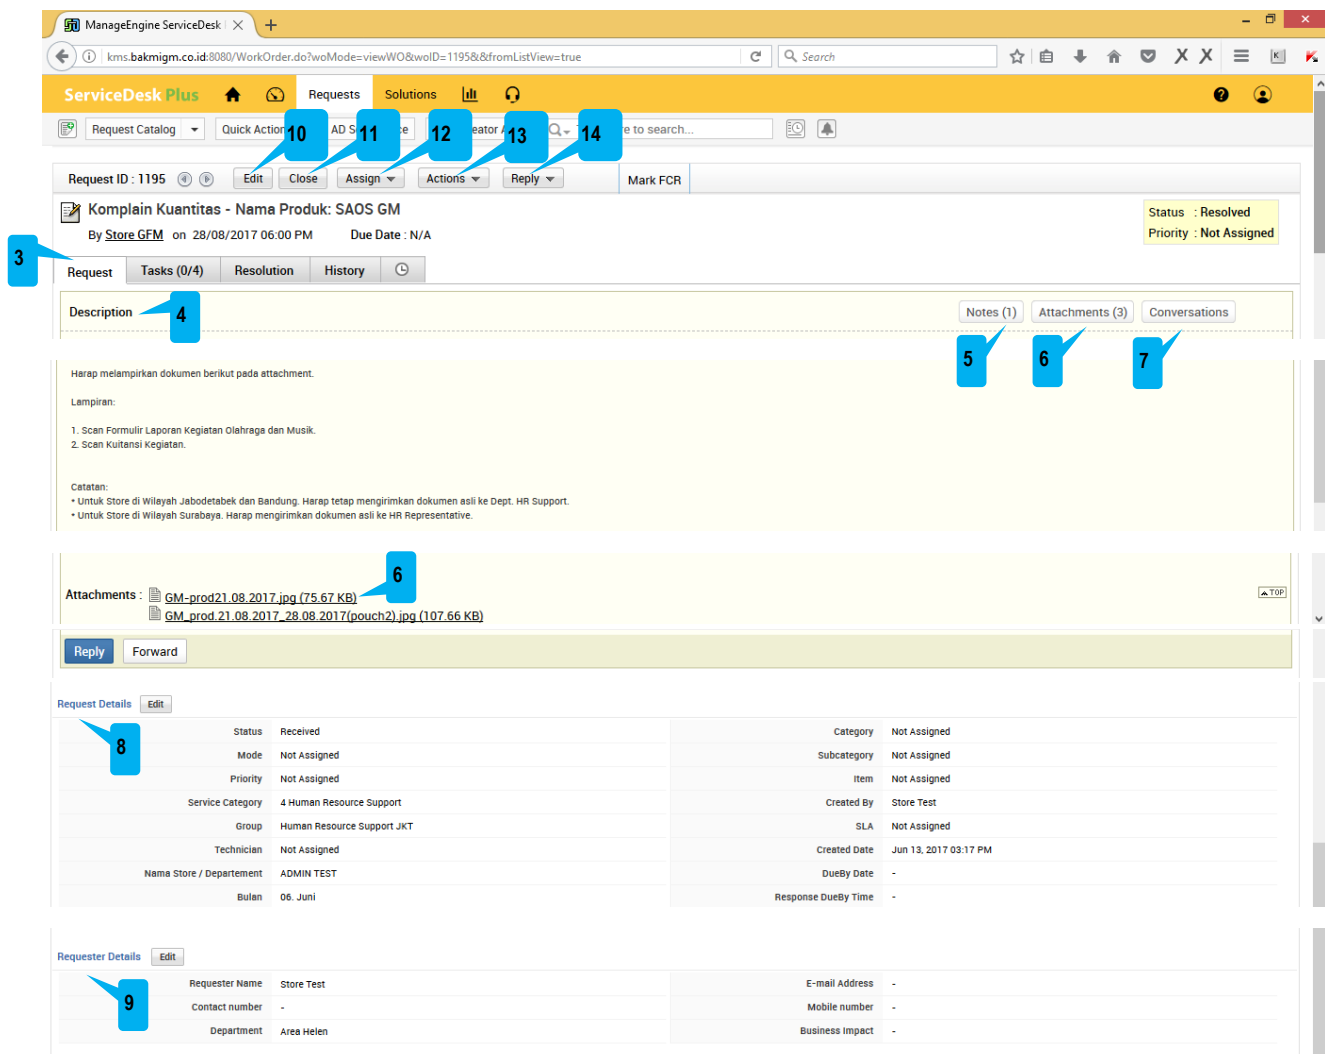 ManageEngine ServiceDesk
kms.bakmigm.co.id:8080/WorkOrder.do?woMode=viewWO&woID=1195&&fromListView=true
Search
ServiceDesk Plus
Requests
Solutions
Request Catalog
Quick Action
10
AD S
11
ce
12
eator A
13
14
e to search...
Request ID : 1195
Edit
Close
Assign
Actions
Reply
Mark FCR
Komplain Kuantitas - Nama Produk: SAOS GM
By Store GFM on 28/08/2017 06:00 PM Due Date : N/A
Status : Resolved
Priority : Not Assigned
3
Request
Tasks (0/4)
Resolution
History
Description
4
Notes (1)
Attachments (3)
Conversations
5
6
7
Harap melampirkan dokumen berikut pada attachment.
Lampiran:
1. Scan Formulir Laporan Kegiatan Olahraga dan Musik.
2. Scan Kuitansi Kegiatan.
Catatan:
* Untuk Store di Wilayah Jabodetabek dan Bandung. Harap tetap mengirimkan dokumen asli ke Dept. HR Support.
* Untuk Store di Wilayah Surabaya. Harap mengirimkan dokumen asli ke HR Representative.
6
Attachments : GM-prod21.08.2017.jpg (75.67 KB)
GM_prod.21.08.2017_28.08.2017(pouch2).jpg (107.66 KB)
TOP
Reply
Forward
Request Details Edit
8
Status Received Category Not Assigned
Mode Not Assigned Subcategory Not Assigned
Priority Not Assigned Item Not Assigned
Service Category 4 Human Resource Support Created By Store Test
Group Human Resource Support JKT SLA Not Assigned
Technician Not Assigned Created Date Jun 13, 2017 03:17 PM
Nama Store / Departement ADMIN TEST DueBy Date -
Bulan 06. Juni Response DueBy Time -
Requester Details Edit
9
Requester Name Store Test E-mail Address -
Contact number - Mobile number -
Department Area Helen Business Impact -